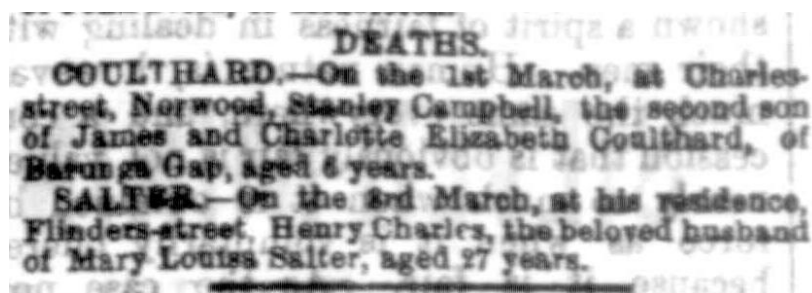 DEATHS.
COULTHARD.—On the 1st March, at Charles-
street, Norwood, Stanley Campbell, the second son
of James and Charlotte Elizabeth Coulthard, of
Barunga Gap, aged 6 years.
SALTER.—On the 3rd March, at his residence,
Flinders-street, Henry Charles, the beloved husband
of Mary Louisa Salter, aged 27 years.